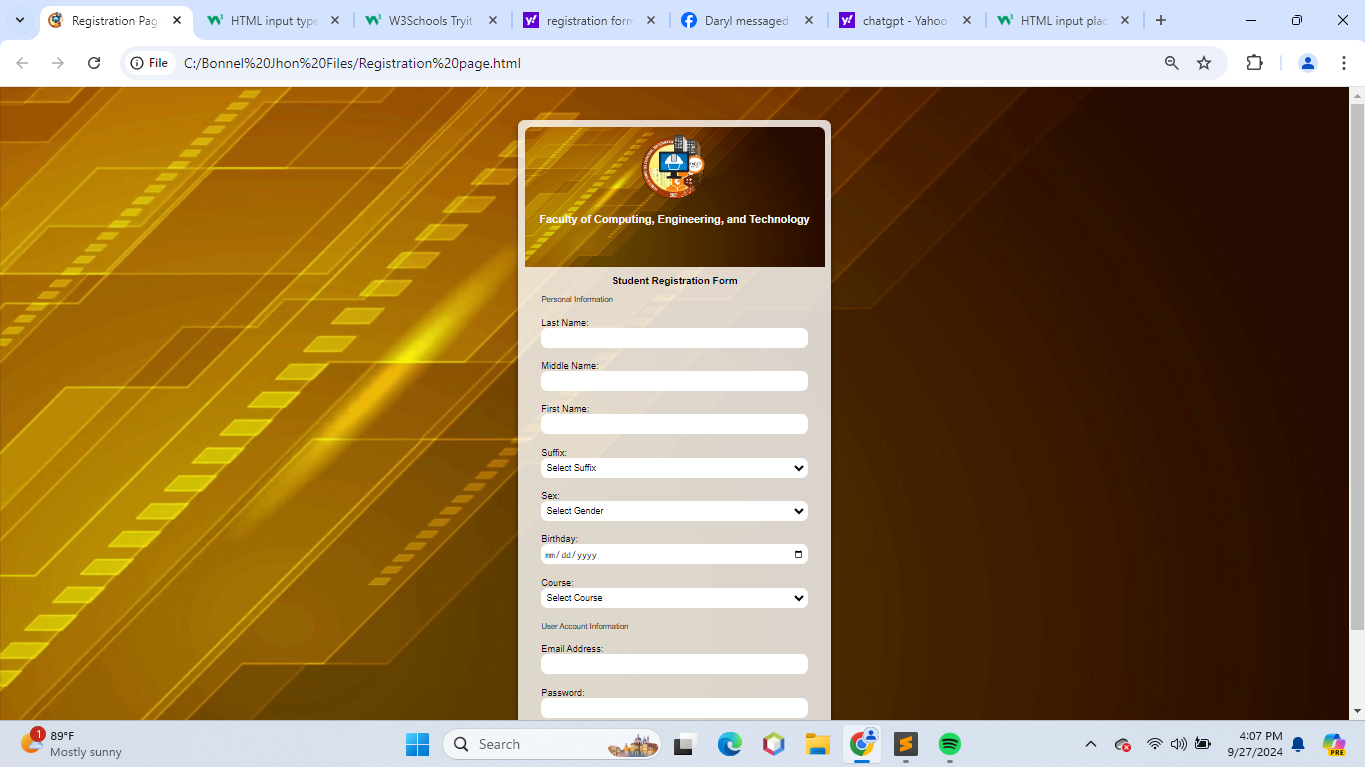 Registration Pag
HTML input type
W3Schools Tryit
registration form
Daryl messaged
chatgpt - Yahoo
HTML input plac
File
C:/Bonnel%20Jhon%20Files/Registration%20page.html
Faculty of Computing, Engineering, and Technology
Student Registration Form
Personal Information
Last Name:
Middle Name:
First Name:
Suffix:
Select Suffix
Sex:
Select Gender
Birthday:
mm/dd/yyyy
Course:
Select Course
User Account Information
Email Address:
Password:
1
89°F
Mostly sunny
Search
4:07 PM
9/27/2024
PRE